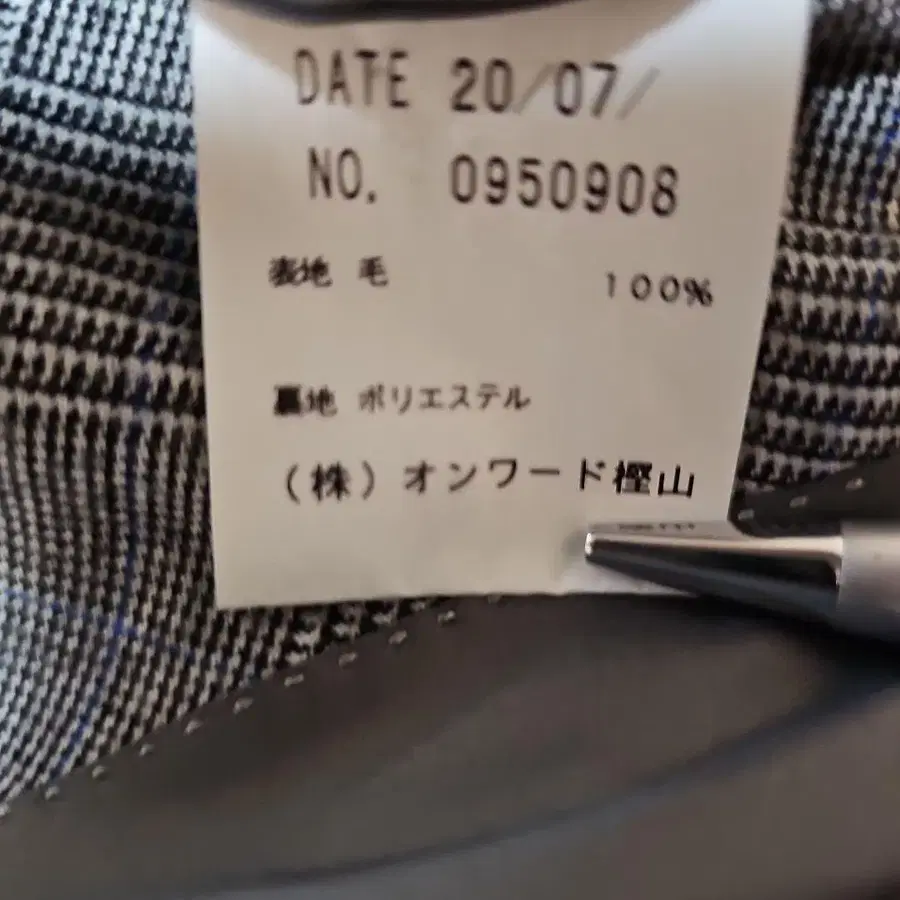 DATE 20/07/
NO. 0950908
表地 毛 100%
裏地 ポリエステル
(株)オンワード樫山